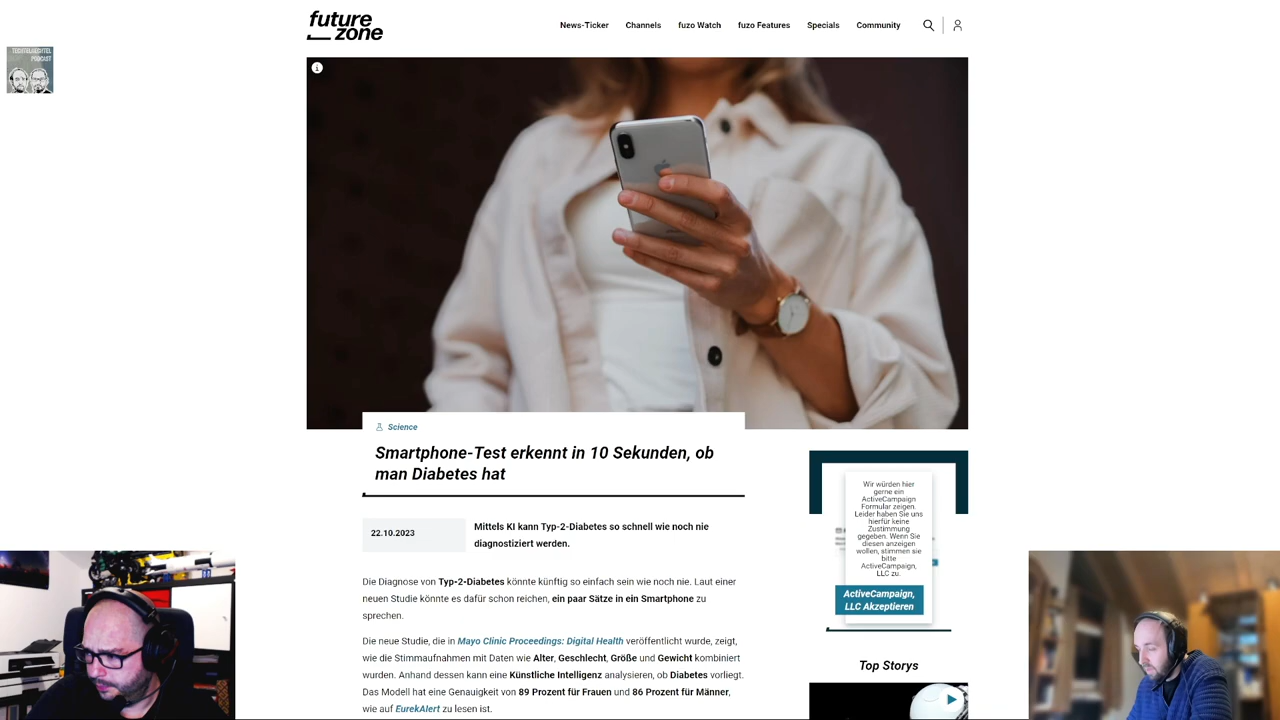 future
zone
News-Ticker
Channels
fuzo Watch
fuzo Features
Specials
Community
TECHTELMECHTEL
PODCAST
Science
Smartphone-Test erkennt in 10 Sekunden, ob
man Diabetes hat
22.10.2023
Mittels KI kann Typ-2-Diabetes so schnell wie noch nie
diagnostiziert werden.
Die Diagnose von Typ-2-Diabetes könnte künftig so einfach sein wie noch nie. Laut einer
neuen Studie könnte es dafür schon reichen, ein paar Sätze in ein Smartphone zu
sprechen.
Die neue Studie, die in Mayo Clinic Proceedings: Digital Health veröffentlicht wurde, zeigt,
wie die Stimmaufnahmen mit Daten wie Alter, Geschlecht, Größe und Gewicht kombiniert
wurden. Anhand dessen kann eine Künstliche Intelligenz analysieren, ob Diabetes vorliegt.
Das Modell hat eine Genauigkeit von 89 Prozent für Frauen und 86 Prozent für Männer,
wie auf EurekAlert zu lesen ist.
Wir würden hier
gerne ein
ActiveCampaign
Formular zeigen.
Leider haben Sie uns
hierfür keine
Zustimmung
gegeben. Wenn Sie
diesen anzeigen
wollen, stimmen sie
bitte
ActiveCampaign,
LLC zu.
ActiveCampaign,
LLC Akzeptieren
Top Storys